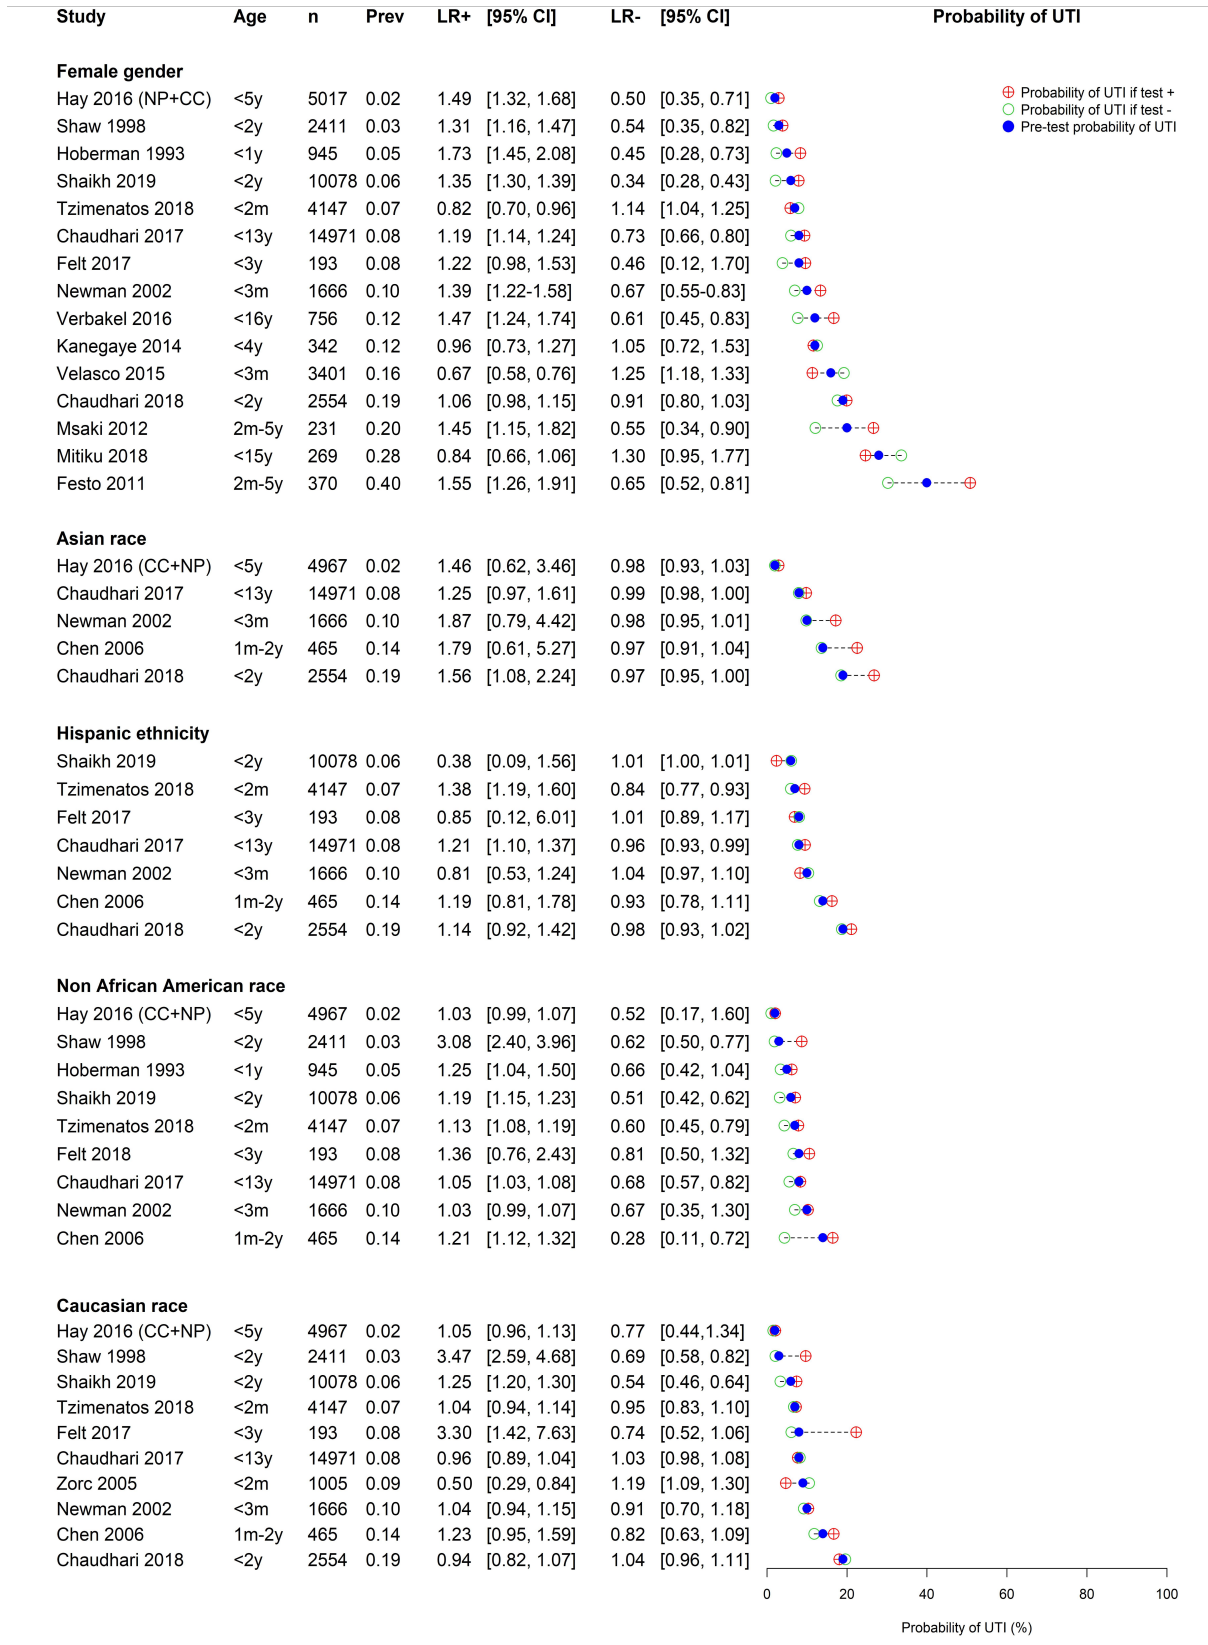 Study Age n Prev LR+ [95% CI] LR- [95% CI] Probability of UTI
Female gender
Probability of UTI if test +
Hay 2016 (NP+CC) <5y 5017 0.02 1.49 [1.32, 1.68] 0.50 [0.35, 0.71]
Probability of UTI if test -
Shaw 1998 <2y 2411 0.03 1.31 [1.16, 1.47] 0.54 [0.35, 0.82]
Pre-test probability of UTI
Hoberman 1993 <1y 945 0.05 1.73 [1.45, 2.08] 0.45 [0.28, 0.73]
Shaikh 2019 <2y 10078 0.06 1.35 [1.30, 1.39] 0.34 [0.28, 0.43]
Tzimenatos 2018 <2m 4147 0.07 0.82 [0.70, 0.96] 1.14 [1.04, 1.25]
Chaudhari 2017 <13y 14971 0.08 1.19 [1.14, 1.24] 0.73 [0.66, 0.80]
Felt 2017 <3y 193 0.08 1.22 [0.98, 1.53] 0.46 [0.12, 1.70]
Newman 2002 <3m 1666 0.10 1.39 [1.22-1.58] 0.67 [0.55-0.83]
Verbakel 2016 <16y 756 0.12 1.47 [1.24, 1.74] 0.61 [0.45, 0.83]
Kanegaye 2014 <4y 342 0.12 0.96 [0.73, 1.27] 1.05 [0.72, 1.53]
Velasco 2015 <3m 3401 0.16 0.67 [0.58, 0.76] 1.25 [1.18, 1.33]
Chaudhari 2018 <2y 2554 0.19 1.06 [0.98, 1.15] 0.91 [0.80, 1.03]
Msaki 2012 2m-5y 231 0.20 1.45 [1.15, 1.82] 0.55 [0.34, 0.90]
Mitiku 2018 <15y 269 0.28 0.84 [0.66, 1.06] 1.30 [0.95, 1.77]
Festo 2011 2m-5y 370 0.40 1.55 [1.26, 1.91] 0.65 [0.52, 0.81]
Asian race
Hay 2016 (CC+NP) <5y 4967 0.02 1.46 [0.62, 3.46] 0.98 [0.93, 1.03]
Chaudhari 2017 <13y 14971 0.08 1.25 [0.97, 1.61] 0.99 [0.98, 1.00]
Newman 2002 <3m 1666 0.10 1.87 [0.79, 4.42] 0.98 [0.95, 1.01]
Chen 2006 1m-2y 465 0.14 1.79 [0.61, 5.27] 0.97 [0.91, 1.04]
Chaudhari 2018 <2y 2554 0.19 1.56 [1.08, 2.24] 0.97 [0.95, 1.00]
Hispanic ethnicity
Shaikh 2019 <2y 10078 0.06 0.38 [0.09, 1.56] 1.01 [1.00, 1.01]
Tzimenatos 2018 <2m 4147 0.07 1.38 [1.19, 1.60] 0.84 [0.77, 0.93]
Felt 2017 <3y 193 0.08 0.85 [0.12, 6.01] 1.01 [0.89, 1.17]
Chaudhari 2017 <13y 14971 0.08 1.21 [1.10, 1.37] 0.96 [0.93, 0.99]
Newman 2002 <3m 1666 0.10 0.81 [0.53, 1.24] 1.04 [0.97, 1.10]
Chen 2006 1m-2y 465 0.14 1.19 [0.81, 1.78] 0.93 [0.78, 1.11]
Chaudhari 2018 <2y 2554 0.19 1.14 [0.92, 1.42] 0.98 [0.93, 1.02]
Non African American race
Hay 2016 (CC+NP) <5y 4967 0.02 1.03 [0.99, 1.07] 0.52 [0.17, 1.60]
Shaw 1998 <2y 2411 0.03 3.08 [2.40, 3.96] 0.62 [0.50, 0.77]
Hoberman 1993 <1y 945 0.05 1.25 [1.04, 1.50] 0.66 [0.42, 1.04]
Shaikh 2019 <2y 10078 0.06 1.19 [1.15, 1.23] 0.51 [0.42, 0.62]
Tzimenatos 2018 <2m 4147 0.07 1.13 [1.08, 1.19] 0.60 [0.45, 0.79]
Felt 2018 <3y 193 0.08 1.36 [0.76, 2.43] 0.81 [0.50, 1.32]
Chaudhari 2017 <13y 14971 0.08 1.05 [1.03, 1.08] 0.68 [0.57, 0.82]
Newman 2002 <3m 1666 0.10 1.03 [0.99, 1.07] 0.67 [0.35, 1.30]
Chen 2006 1m-2y 465 0.14 1.21 [1.12, 1.32] 0.28 [0.11, 0.72]
Caucasian race
Hay 2016 (CC+NP) <5y 4967 0.02 1.05 [0.96, 1.13] 0.77 [0.44,1.34]
Shaw 1998 <2y 2411 0.03 3.47 [2.59, 4.68] 0.69 [0.58, 0.82]
Shaikh 2019 <2y 10078 0.06 1.25 [1.20, 1.30] 0.54 [0.46, 0.64]
Tzimenatos 2018 <2m 4147 0.07 1.04 [0.94, 1.14] 0.95 [0.83, 1.10]
Felt 2017 <3y 193 0.08 3.30 [1.42, 7.63] 0.74 [0.52, 1.06]
Chaudhari 2017 <13y 14971 0.08 0.96 [0.89, 1.04] 1.03 [0.98, 1.08]
Zorc 2005 <2m 1005 0.09 0.50 [0.29, 0.84] 1.19 [1.09, 1.30]
Newman 2002 <3m 1666 0.10 1.04 [0.94, 1.15] 0.91 [0.70, 1.18]
Chen 2006 1m-2y 465 0.14 1.23 [0.95, 1.59] 0.82 [0.63, 1.09]
Chaudhari 2018 <2y 2554 0.19 0.94 [0.82, 1.07] 1.04 [0.96, 1.11]
0 20 40 60 80 100
Probability of UTI (%)